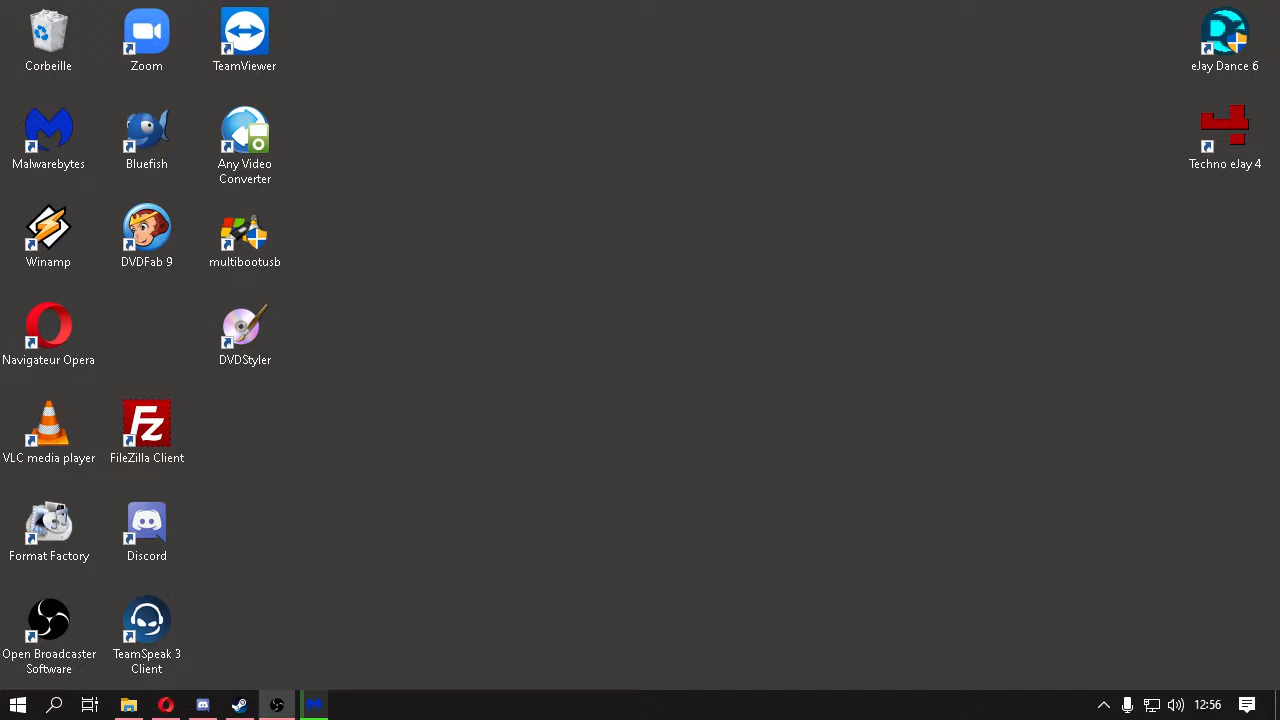 Corbeille
Zoom
TeamViewer
eJay Dance 6
Malwarebytes
Bluefish
Any Video
Converter
Techno eJay 4
Winamp
DVDFab 9
multibootusb
Navigateur Opera
DVDStyler
VLC media player
Fz
FileZilla Client
Format Factory
Discord
Open Broadcaster
Software
TeamSpeak 3
Client
12:56